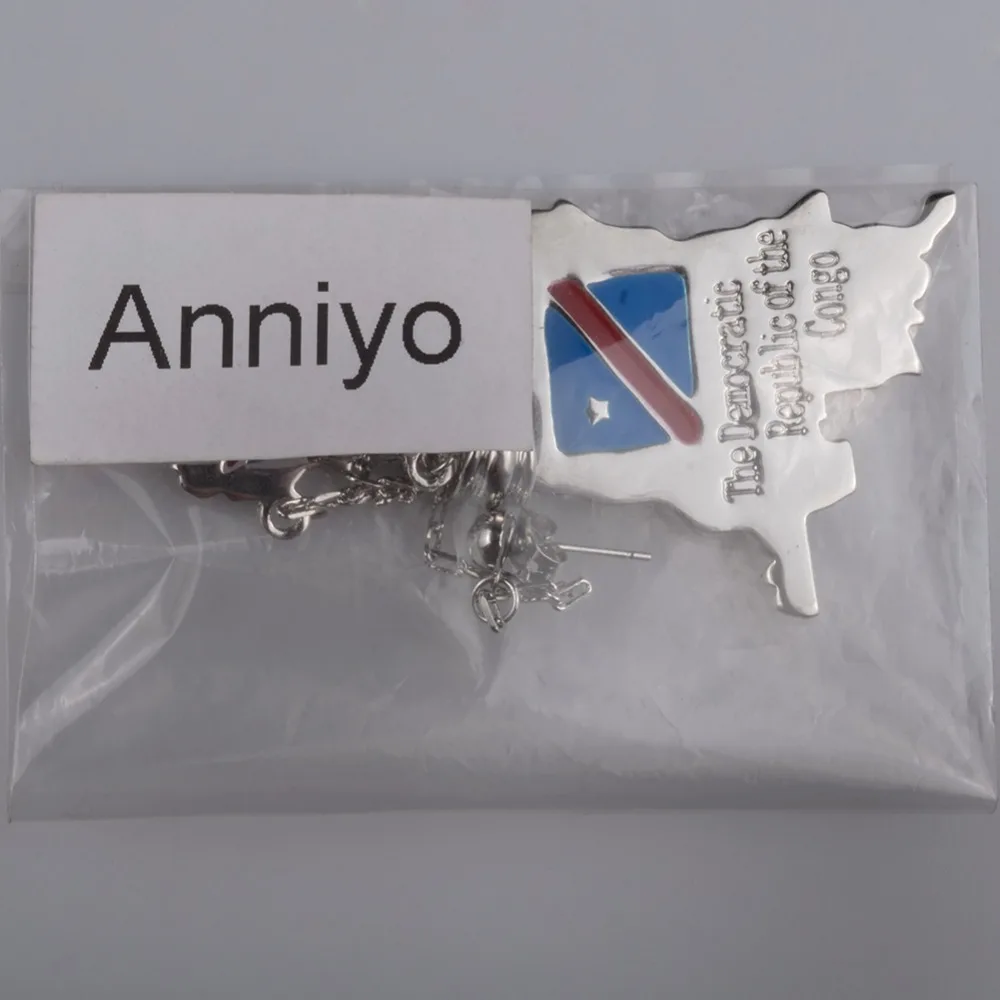 Anniyo
The Democratic
Republic of the
Congo